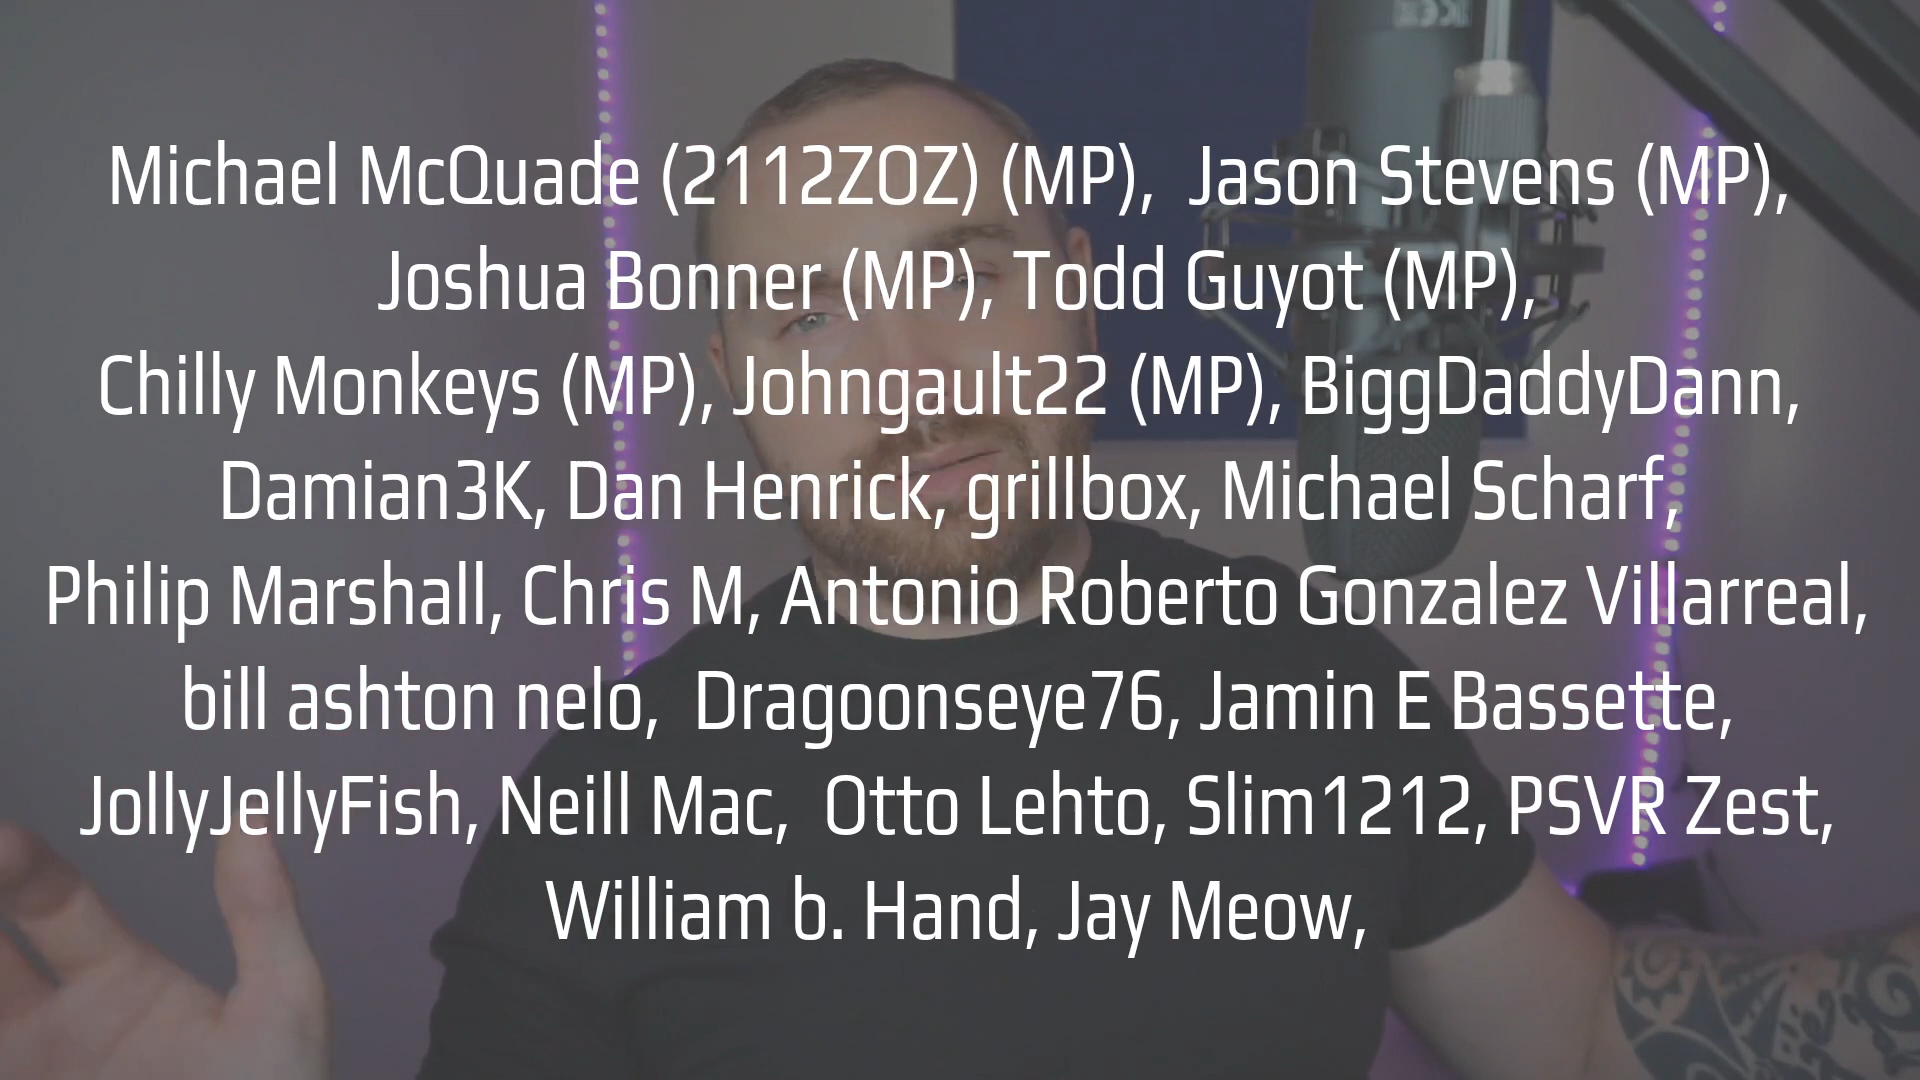 Michael McQuade (2112ZOZ) (MP),  Jason Stevens (MP),
Joshua Bonner (MP), Todd Guyot (MP),
Chilly Monkeys (MP), Johngault22 (MP), BiggDaddyDann,
Damian3K, Dan Henrick, grillbox, Michael Scharf,
Philip Marshall, Chris M, Antonio Roberto Gonzalez Villarreal,
bill ashton nelo,  Dragoonseye76, Jamin E Bassette,
JollyJellyFish, Neill Mac,  Otto Lehto, Slim1212, PSVR Zest,
William b. Hand, Jay Meow,